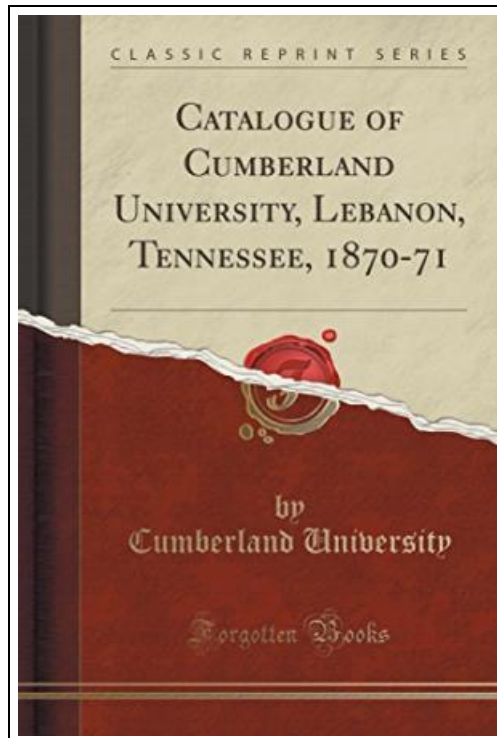 CLASSIC REPRINT SERIES
CATALOGUE OF
CUMBERLAND
UNIVERSITY, LEBANON,
TENNESSEE, 1870-71
by
Cumberland University
Forgotten Books